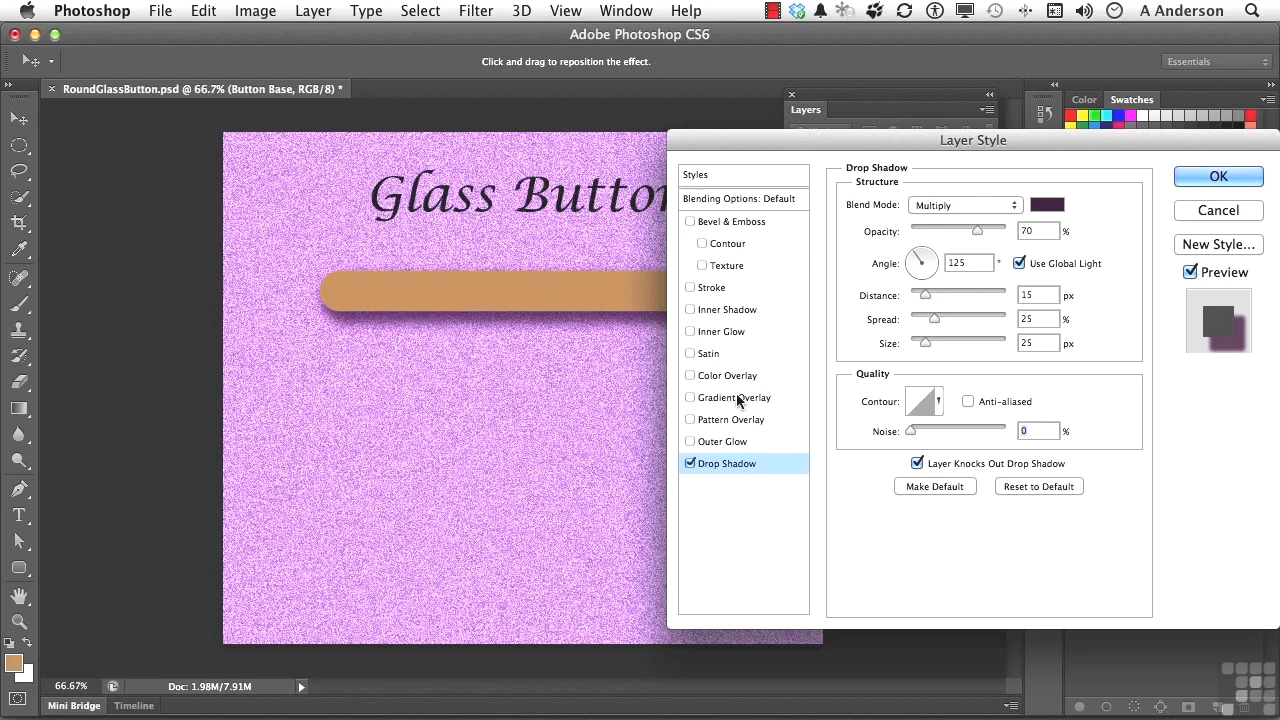 Photoshop File Edit Image Layer Type Select Filter 3D View Window Help A Anderson
Adobe Photoshop CS6
Click and drag to reposition the effect. Essentials
RoundGlassButton.psd @ 66.7% (Button Base, RGB/8) *
Layers
Color Swatches
Layer Style
Glass Button
Styles
Blending Options: Default
Bevel & Emboss
Contour
Texture
Stroke
Inner Shadow
Inner Glow
Satin
Color Overlay
Gradient Overlay
Pattern Overlay
Outer Glow
Drop Shadow
Drop Shadow
Structure
Blend Mode: Multiply
Opacity: 70 %
Angle: 125 ° Use Global Light
Distance: 15 px
Spread: 25 %
Size: 25 px
Quality
Contour: Anti-aliased
Noise: 0 %
Layer Knocks Out Drop Shadow
Make Default Reset to Default
OK
Cancel
New Style...
Preview
T
66.67% Doc: 1.98M/7.91M
Mini Bridge Timeline